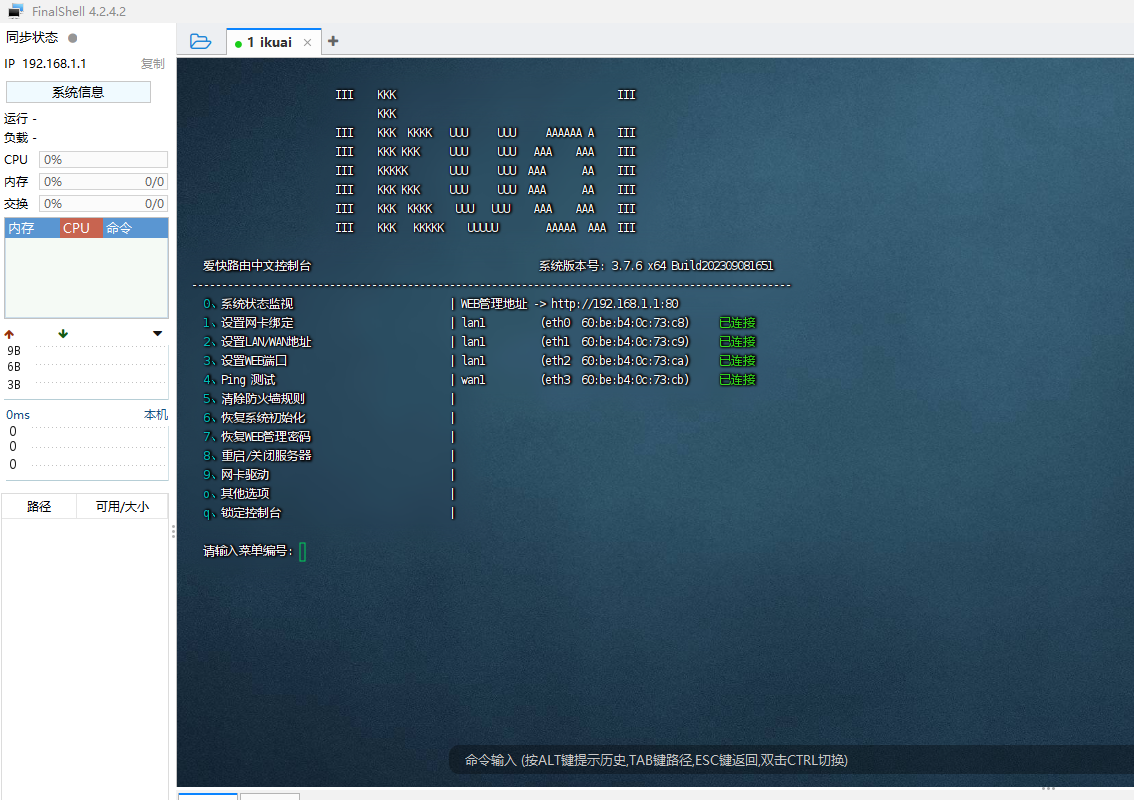 FinalShell 4.2.4.2
同步状态
IP 192.168.1.1 复制
系统信息
运行 -
负载 -
CPU 0%
内存 0% 0/0
交换 0% 0/0
内存 CPU 命令
9B
6B
3B
0ms 本机
0
0
0
路径 可用/大小
1 ikuai
III KKK III
KKK
III KKK KKKK UUU UUU AAAAAA A III
III KKK KKK UUU UUU AAA AAA III
III KKKKK UUU UUU AAA AA III
III KKK KKK UUU UUU AAA AA III
III KKK KKKK UUU UUU AAA AAA III
III KKK KKKKK UUUUU AAAAA AAA III
爱快路由中文控制台 系统版本号: 3.7.6 x64 Build202309081651
0、系统状态监视 | WEB管理地址 -> http://192.168.1.1:80
1、设置网卡绑定 | lan1 (eth0 60:be:b4:0c:73:c8) 已连接
2、设置LAN/WAN地址 | lan1 (eth1 60:be:b4:0c:73:c9) 已连接
3、设置WEB端口 | lan1 (eth2 60:be:b4:0c:73:ca) 已连接
4、Ping 测试 | wan1 (eth3 60:be:b4:0c:73:cb) 已连接
5、清除防火墙规则 |
6、恢复系统初始化 |
7、恢复WEB管理密码 |
8、重启/关闭服务器 |
9、网卡驱动 |
o、其他选项 |
q、锁定控制台 |
请输入菜单编号:
命令输入 (按ALT键提示历史,TAB键路径,ESC键返回,双击CTRL切换)